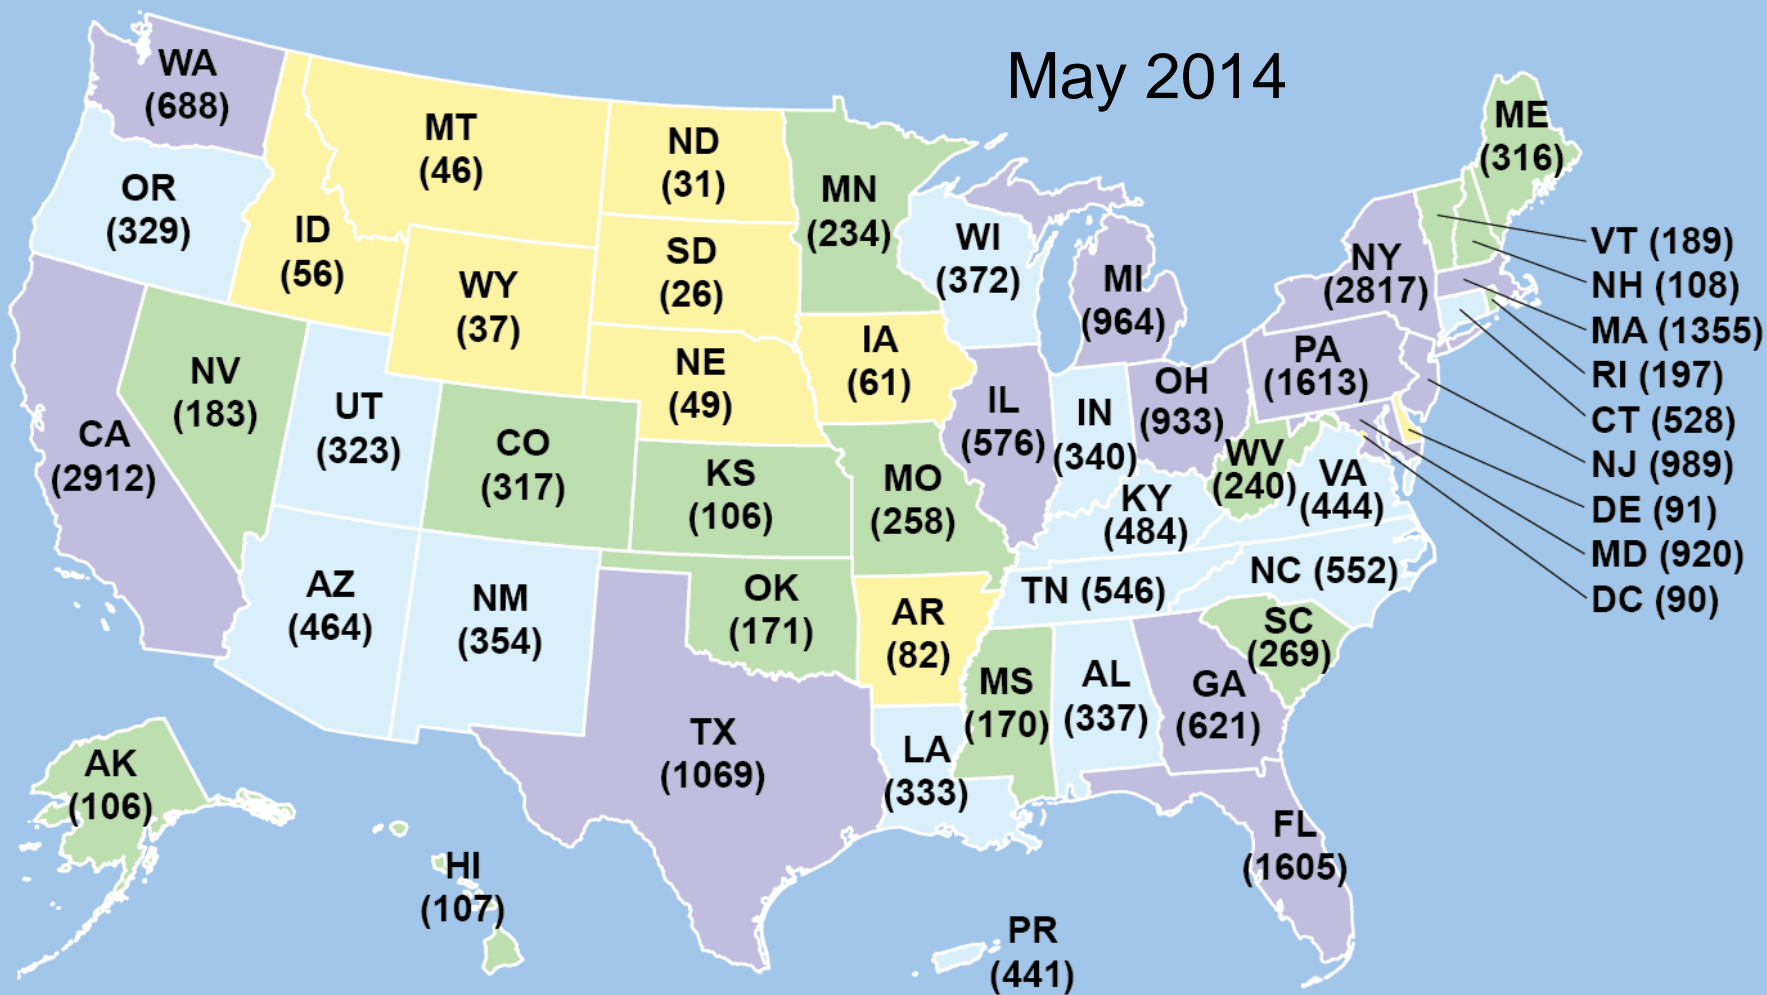 May 2014
WA
(688)
OR
(329)
CA
(2912)
NV
(183)
ID
(56)
MT
(46)
WY
(37)
UT
(323)
AZ
(464)
CO
(317)
NM
(354)
ND
(31)
SD
(26)
NE
(49)
KS
(106)
OK
(171)
TX
(1069)
MN
(234)
IA
(61)
MO
(258)
AR
(82)
LA
(333)
WI
(372)
IL
(576)
MI
(964)
IN
(340)
OH
(933)
KY
(484)
TN (546)
MS
(170)
AL
(337)
GA
(621)
FL
(1605)
SC
(269)
NC (552)
VA
(444)
WV
(240)
PA
(1613)
NY
(2817)
ME
(316)
VT (189)
NH (108)
MA (1355)
RI (197)
CT (528)
NJ (989)
DE (91)
MD (920)
DC (90)
AK
(106)
HI
(107)
PR
(441)